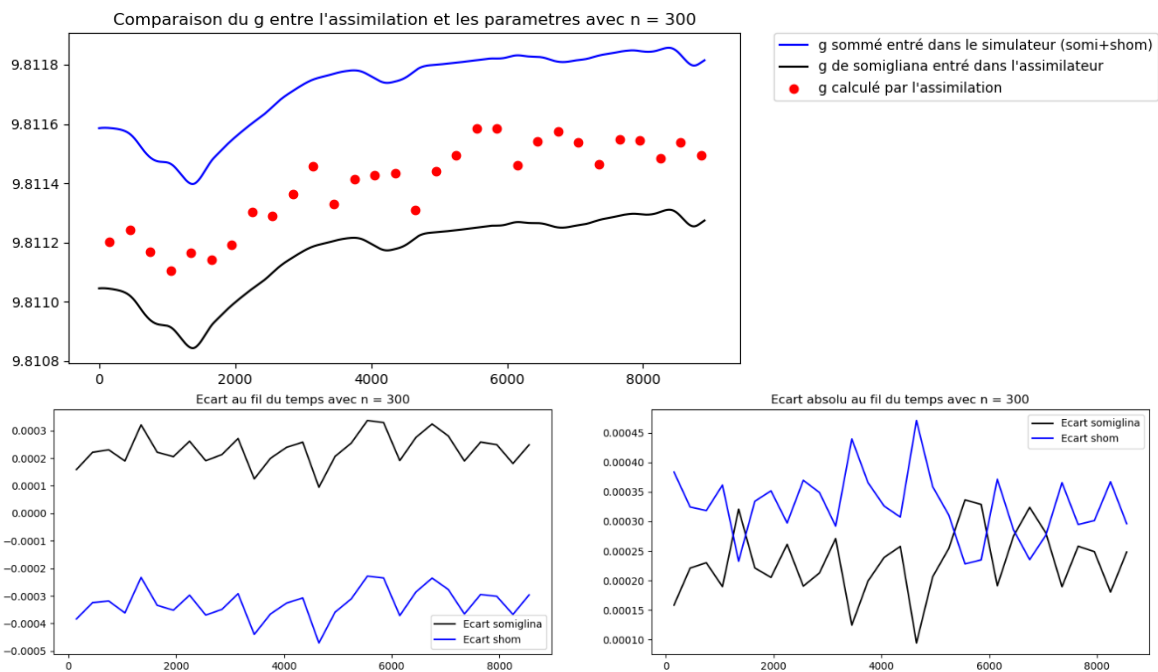 Comparaison du g entre l'assimilation et les parametres avec n = 300
g sommé entré dans le simulateur (somi+shom)
g de somigliana entré dans l'assimilateur
g calculé par l'assimilation
9.8118
9.8116
9.8114
9.8112
9.8110
9.8108
0 2000 4000 6000 8000
Ecart au fil du temps avec n = 300
0.0003
0.0002
0.0001
0.0000
−0.0001
−0.0002
−0.0003
−0.0004
−0.0005
Ecart somiglina
Ecart shom
0 2000 4000 6000 8000
Ecart absolu au fil du temps avec n = 300
Ecart somiglina
Ecart shom
0.00045
0.00040
0.00035
0.00030
0.00025
0.00020
0.00015
0.00010
0 2000 4000 6000 8000